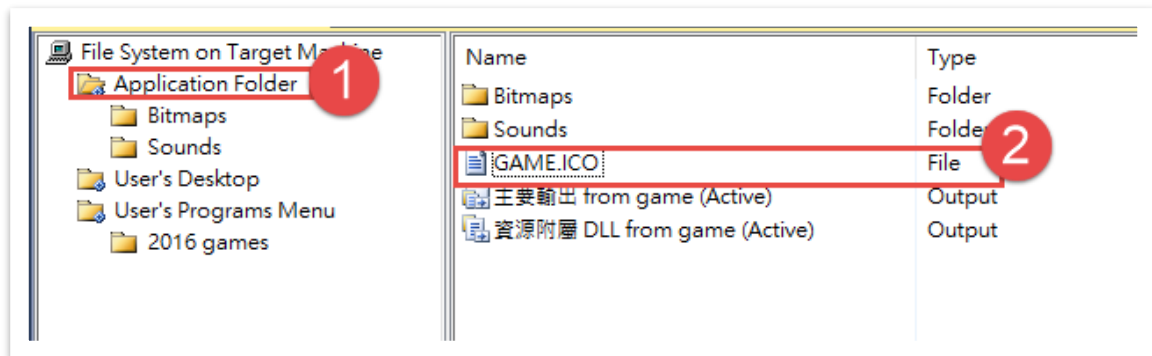 File System on Target Machine
Application Folder
Bitmaps
Sounds
User's Desktop
User's Programs Menu
2016 games
1
Name Type
Bitmaps Folder
Sounds Folder
GAME.ICO File
主要輸出 from game (Active) Output
資源附屬 DLL from game (Active) Output
2